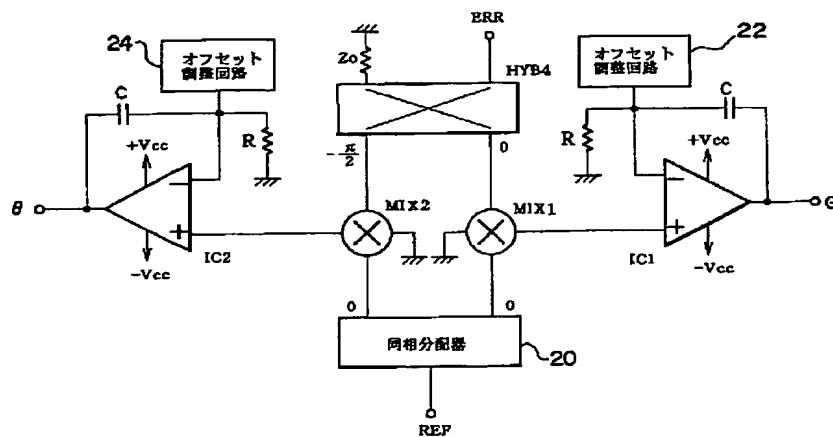 ERR
24
オフセット
調整回路
Zo
HYB4
オフセット
調整回路
22
C
R
+Vcc
−
+
-Vcc
θ
IC2
-π/2
0
MIX2
MIX1
R
C
+Vcc
−
+
-Vcc
G
IC1
0
0
同相分配器
20
REF